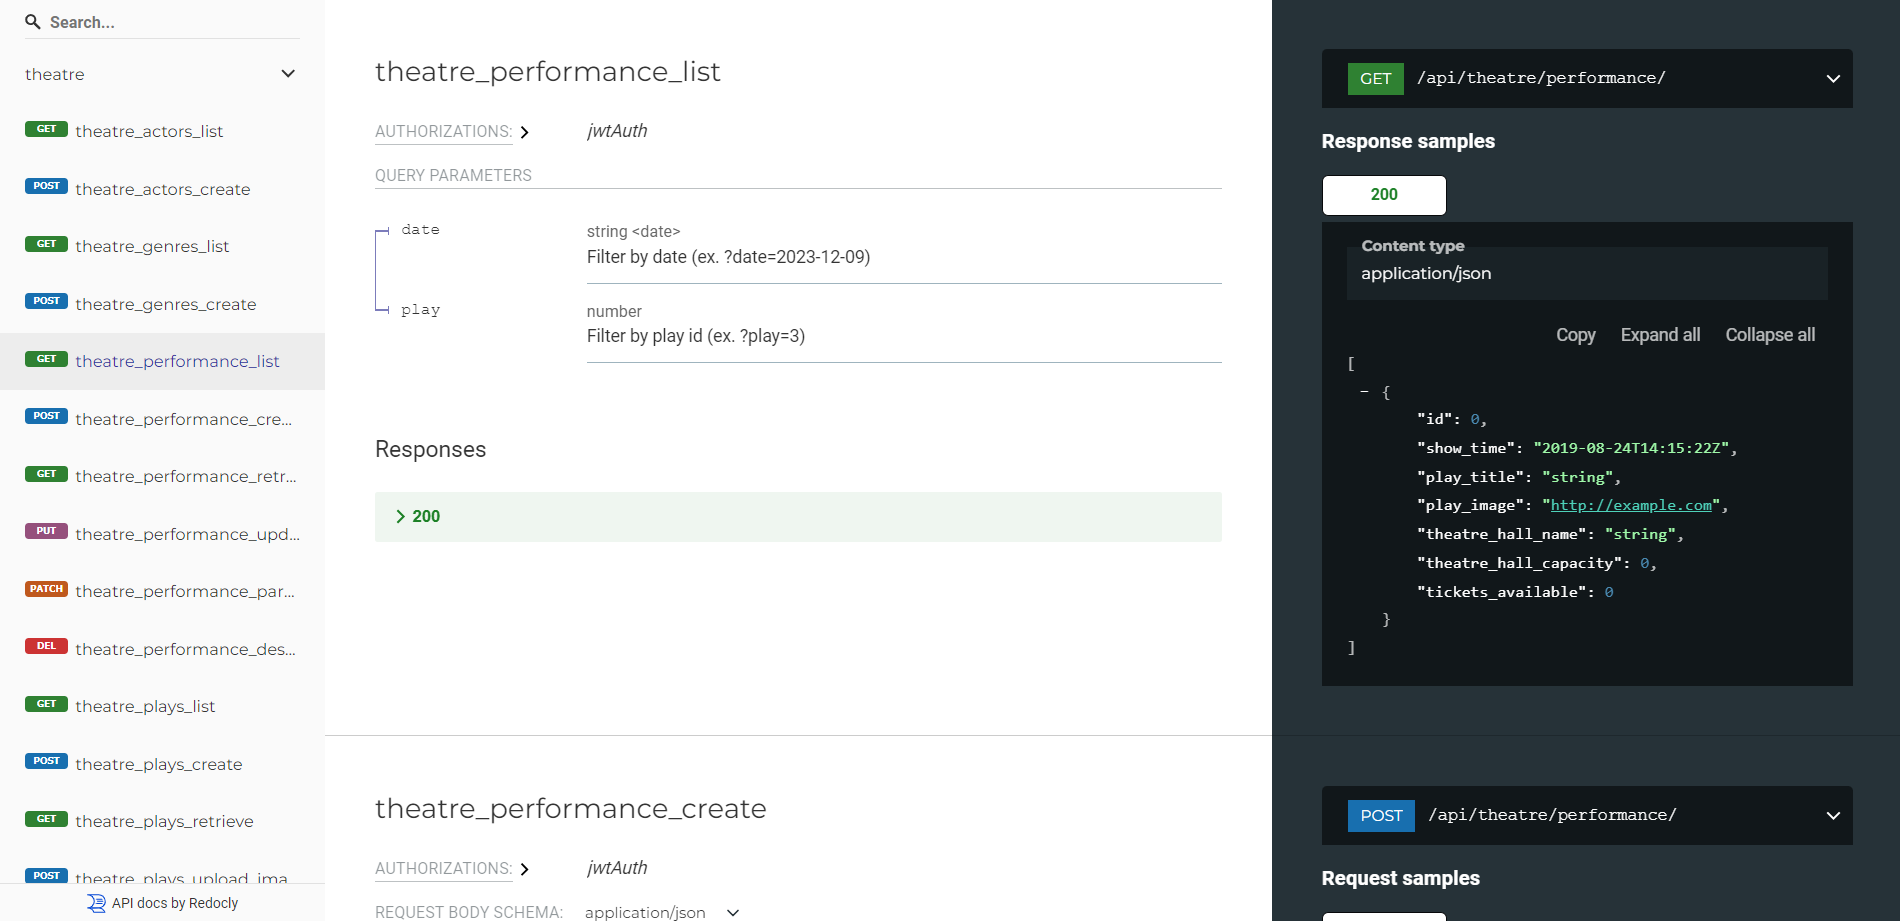 Search...
theatre
GET theatre_actors_list
POST theatre_actors_create
GET theatre_genres_list
POST theatre_genres_create
GET theatre_performance_list
POST theatre_performance_cre...
GET theatre_performance_retr...
PUT theatre_performance_upd...
PATCH theatre_performance_par...
DEL theatre_performance_des...
GET theatre_plays_list
POST theatre_plays_create
GET theatre_plays_retrieve
POST theatre_plays_upload_ima
API docs by Redocly
theatre_performance_list
AUTHORIZATIONS: jwtAuth
QUERY PARAMETERS
date string <date>
Filter by date (ex. ?date=2023-12-09)
play number
Filter by play id (ex. ?play=3)
Responses
200
theatre_performance_create
AUTHORIZATIONS: jwtAuth
REQUEST BODY SCHEMA: application/json
GET /api/theatre/performance/
Response samples
200
Content type
application/json
Copy Expand all Collapse all
[
- {
"id": 0,
"show_time": "2019-08-24T14:15:22Z",
"play_title": "string",
"play_image": "http://example.com",
"theatre_hall_name": "string",
"theatre_hall_capacity": 0,
"tickets_available": 0
}
]
POST /api/theatre/performance/
Request samples